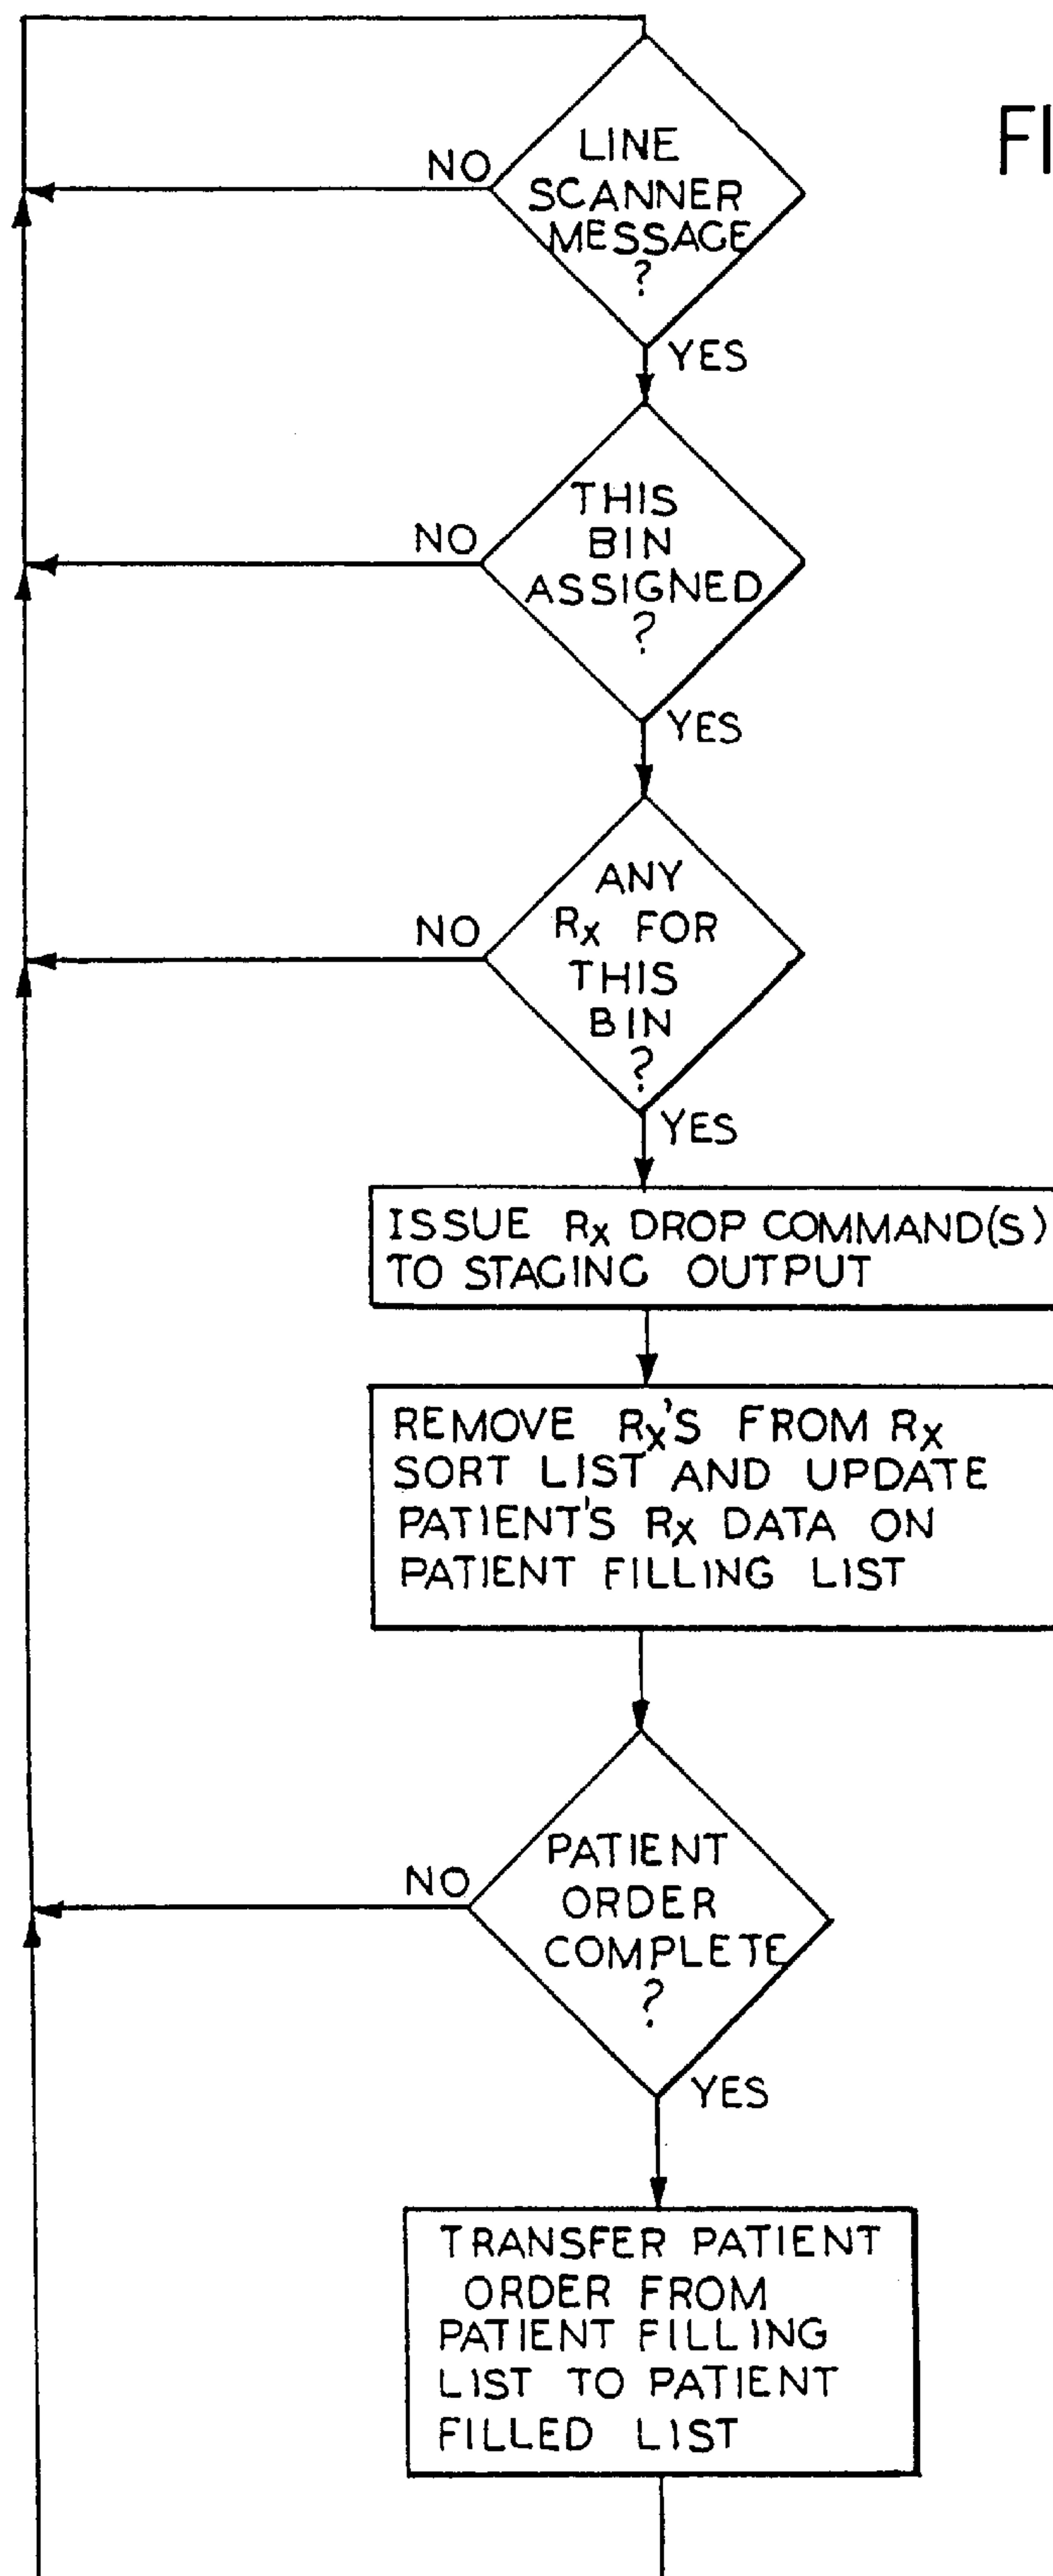 FI
LINE
SCANNER
MESSAGE
?
NO
YES
THIS
BIN
ASSIGNED
?
NO
YES
ANY
Rx FOR
THIS
BIN
?
NO
YES
ISSUE Rx DROP COMMAND(S)
TO STAGING OUTPUT
REMOVE Rx'S FROM Rx
SORT LIST AND UPDATE
PATIENT'S Rx DATA ON
PATIENT FILLING LIST
PATIENT
ORDER
COMPLETE
?
NO
YES
TRANSFER PATIENT
ORDER FROM
PATIENT FILLING
LIST TO PATIENT
FILLED LIST